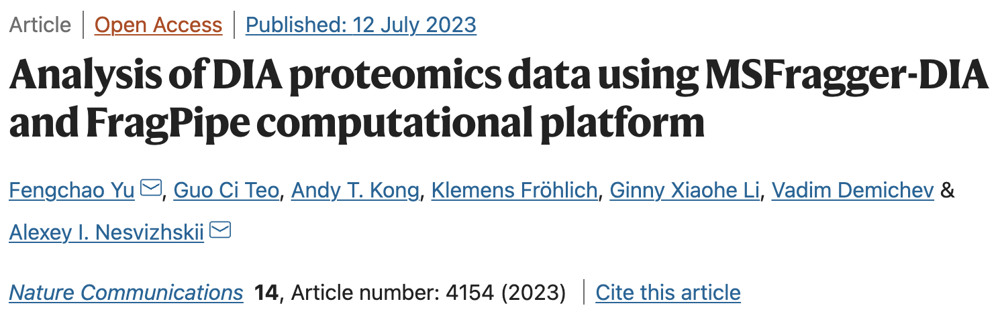 Article | Open Access | Published: 12 July 2023
Analysis of DIA proteomics data using MSFragger-DIA
and FragPipe computational platform
Fengchao Yu, Guo Ci Teo, Andy T. Kong, Klemens Fröhlich, Ginny Xiaohe Li, Vadim Demichev &
Alexey I. Nesvizhskii
Nature Communications 14, Article number: 4154 (2023) | Cite this article